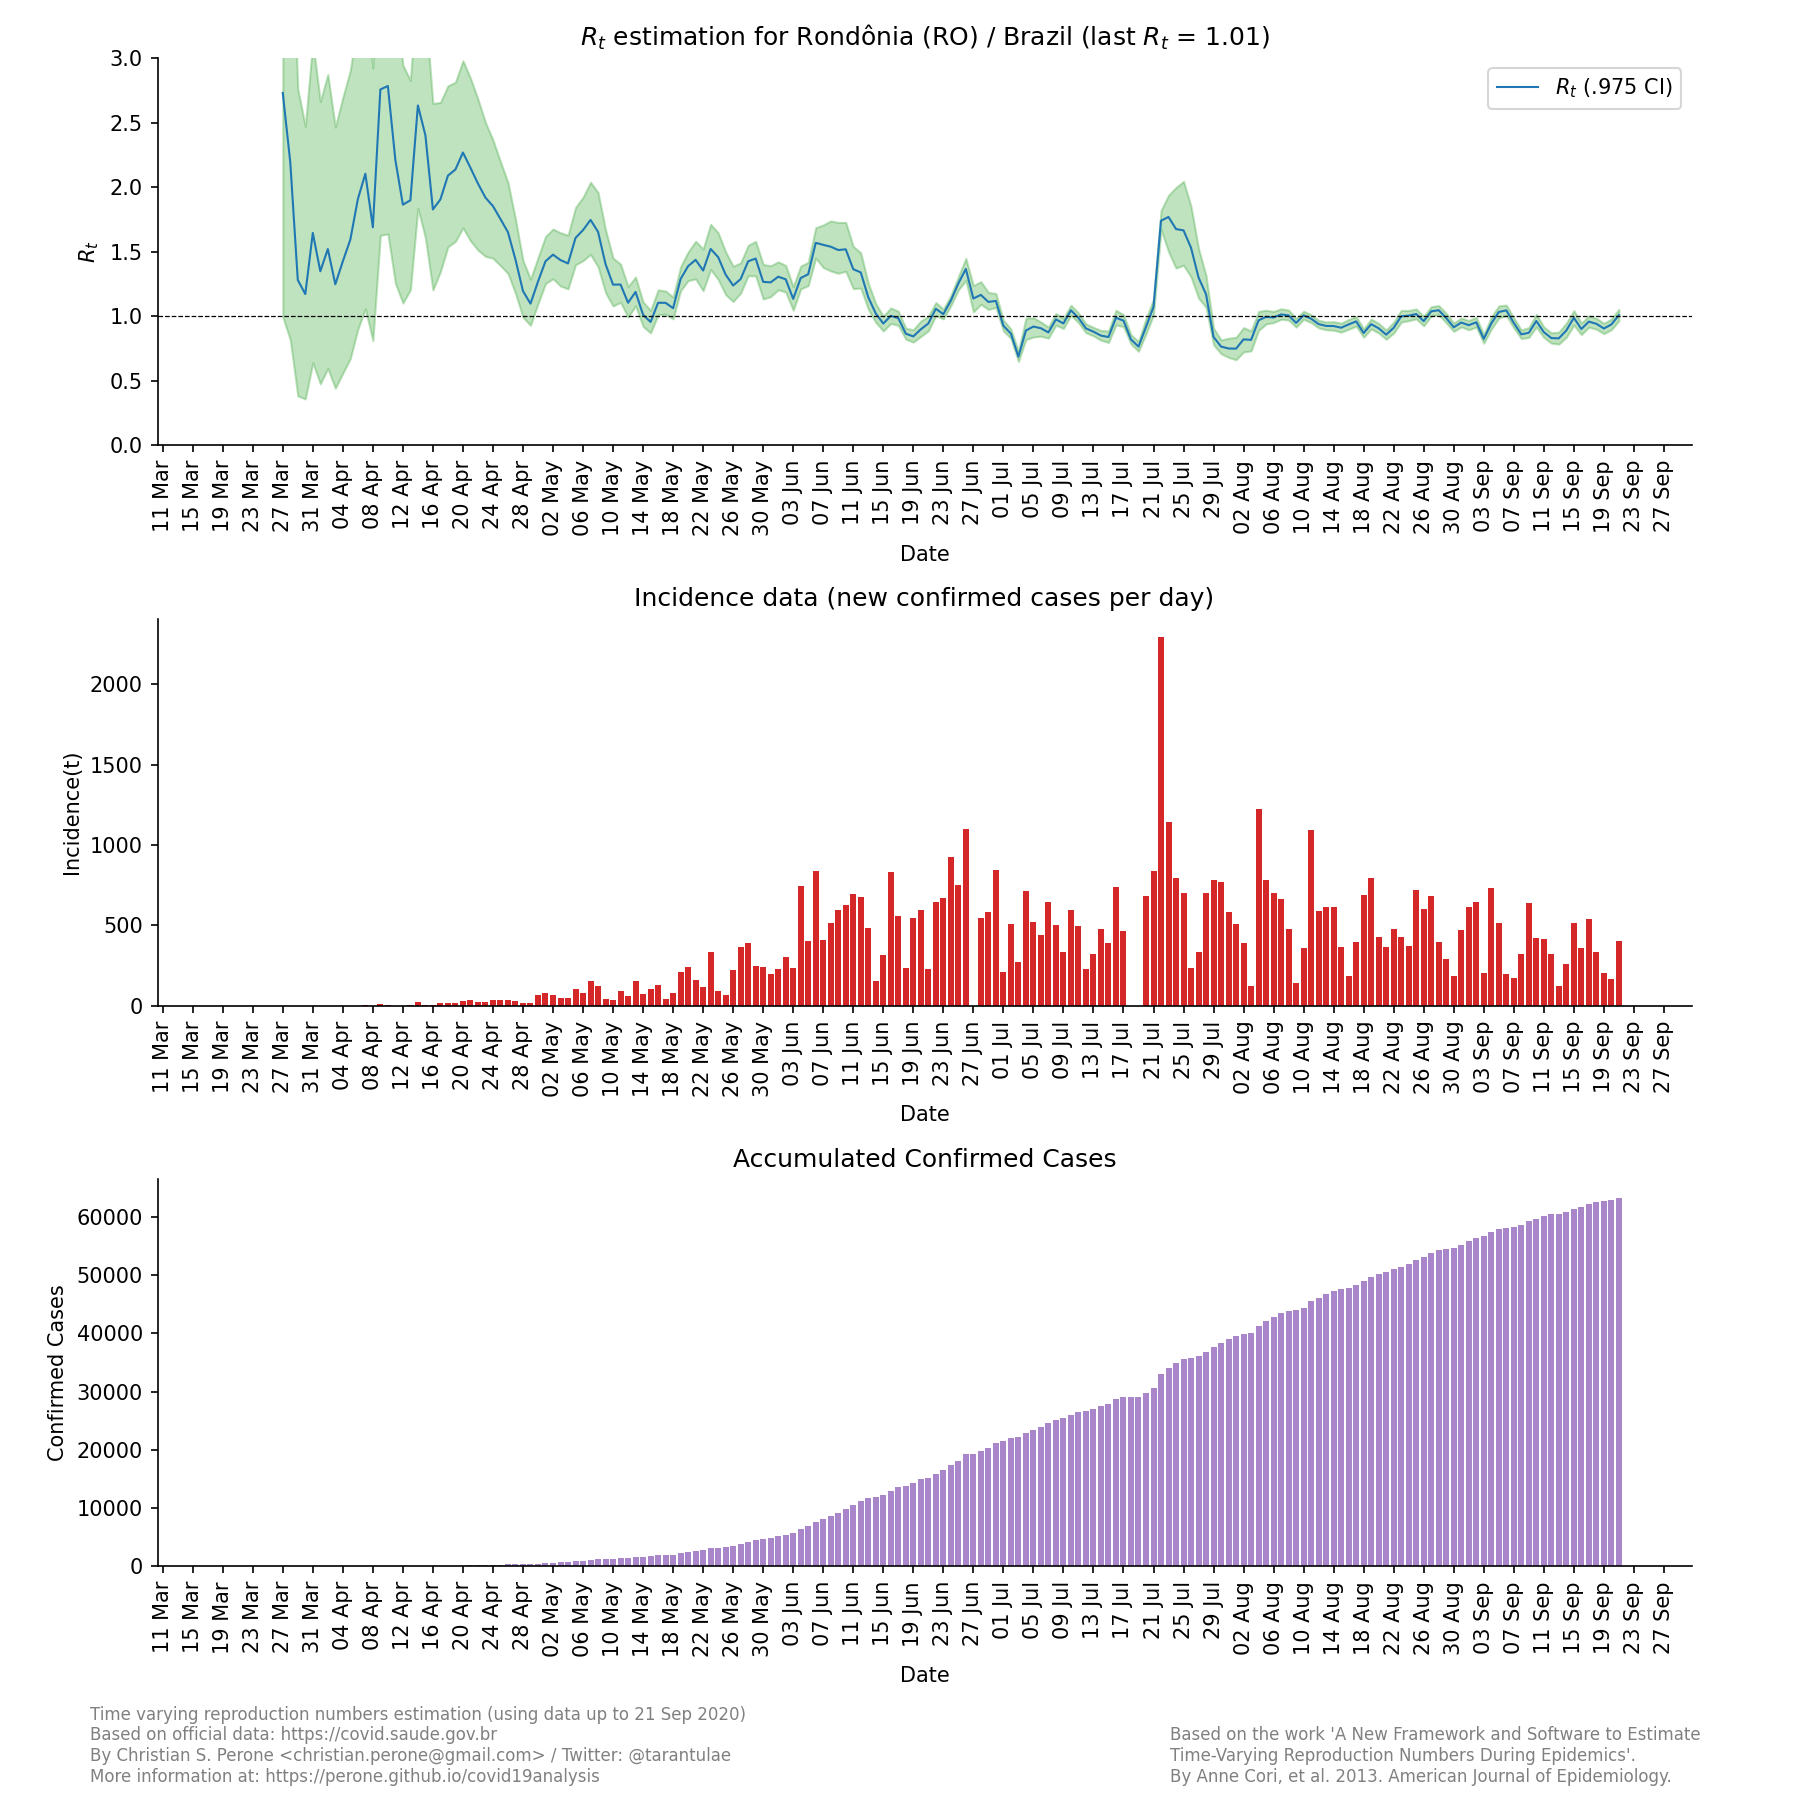 Rt estimation for Rondônia (RO) / Brazil (last Rt = 1.01)
Rt (.975 CI)
Rt
3.0
2.5
2.0
1.5
1.0
0.5
0.0
11 Mar 15 Mar 19 Mar 23 Mar 27 Mar 31 Mar 04 Apr 08 Apr 12 Apr 16 Apr 20 Apr 24 Apr 28 Apr 02 May 06 May 10 May 14 May 18 May 22 May 26 May 30 May 03 Jun 07 Jun 11 Jun 15 Jun 19 Jun 23 Jun 27 Jun 01 Jul 05 Jul 09 Jul 13 Jul 17 Jul 21 Jul 25 Jul 29 Jul 02 Aug 06 Aug 10 Aug 14 Aug 18 Aug 22 Aug 26 Aug 30 Aug 03 Sep 07 Sep 11 Sep 15 Sep 19 Sep 23 Sep 27 Sep
Date
Incidence data (new confirmed cases per day)
Incidence(t)
2000
1500
1000
500
0
11 Mar 15 Mar 19 Mar 23 Mar 27 Mar 31 Mar 04 Apr 08 Apr 12 Apr 16 Apr 20 Apr 24 Apr 28 Apr 02 May 06 May 10 May 14 May 18 May 22 May 26 May 30 May 03 Jun 07 Jun 11 Jun 15 Jun 19 Jun 23 Jun 27 Jun 01 Jul 05 Jul 09 Jul 13 Jul 17 Jul 21 Jul 25 Jul 29 Jul 02 Aug 06 Aug 10 Aug 14 Aug 18 Aug 22 Aug 26 Aug 30 Aug 03 Sep 07 Sep 11 Sep 15 Sep 19 Sep 23 Sep 27 Sep
Date
Accumulated Confirmed Cases
Confirmed Cases
60000
50000
40000
30000
20000
10000
0
11 Mar 15 Mar 19 Mar 23 Mar 27 Mar 31 Mar 04 Apr 08 Apr 12 Apr 16 Apr 20 Apr 24 Apr 28 Apr 02 May 06 May 10 May 14 May 18 May 22 May 26 May 30 May 03 Jun 07 Jun 11 Jun 15 Jun 19 Jun 23 Jun 27 Jun 01 Jul 05 Jul 09 Jul 13 Jul 17 Jul 21 Jul 25 Jul 29 Jul 02 Aug 06 Aug 10 Aug 14 Aug 18 Aug 22 Aug 26 Aug 30 Aug 03 Sep 07 Sep 11 Sep 15 Sep 19 Sep 23 Sep 27 Sep
Date
Time varying reproduction numbers estimation (using data up to 21 Sep 2020)
Based on official data: https://covid.saude.gov.br
By Christian S. Perone <christian.perone@gmail.com> / Twitter: @tarantulae
More information at: https://perone.github.io/covid19analysis
Based on the work 'A New Framework and Software to Estimate
Time-Varying Reproduction Numbers During Epidemics'.
By Anne Cori, et al. 2013. American Journal of Epidemiology.